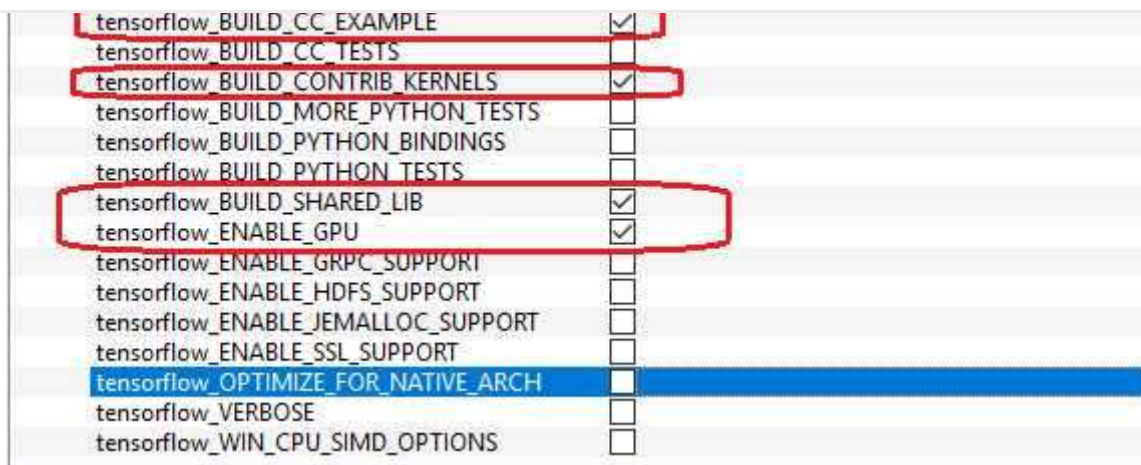 tensorflow_BUILD_CC_EXAMPLE
tensorflow_BUILD_CC_TESTS
tensorflow_BUILD_CONTRIB_KERNELS
tensorflow_BUILD_MORE_PYTHON_TESTS
tensorflow_BUILD_PYTHON_BINDINGS
tensorflow_BUILD_PYTHON_TESTS
tensorflow_BUILD_SHARED_LIB
tensorflow_ENABLE_GPU
tensorflow_ENABLE_GRPC_SUPPORT
tensorflow_ENABLE_HDFS_SUPPORT
tensorflow_ENABLE_JEMALLOC_SUPPORT
tensorflow_ENABLE_SSL_SUPPORT
tensorflow_OPTIMIZE_FOR_NATIVE_ARCH
tensorflow_VERBOSE
tensorflow_WIN_CPU_SIMD_OPTIONS